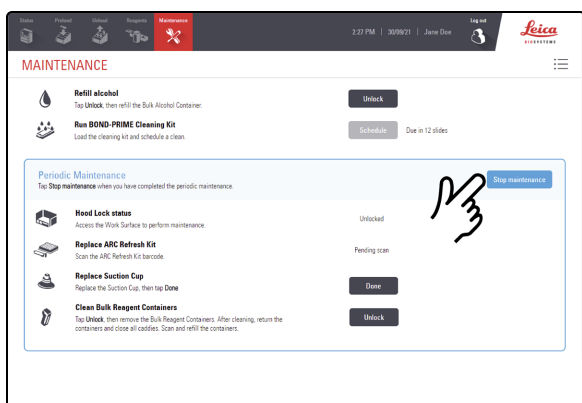 Status Preload Unload Reagents Maintenance
2:27 PM | 30/09/21 | Jane Doe
Log out
Leica
BIOSYSTEMS
MAINTENANCE
Refill alcohol
Tap Unlock, then refill the Bulk Alcohol Container.
Unlock
Run BOND-PRIME Cleaning Kit
Load the cleaning kit and schedule a clean.
Schedule
Due in 12 slides
Periodic Maintenance
Tap Stop maintenance when you have completed the periodic maintenance.
Stop maintenance
Hood Lock status
Access the Work Surface to perform maintenance.
Unlocked
Replace ARC Refresh Kit
Scan the ARC Refresh Kit barcode.
Pending scan
Replace Suction Cup
Replace the Suction Cup, then tap Done
Done
Clean Bulk Reagent Containers
Tap Unlock, then remove the Bulk Reagent Containers. After cleaning, return the
containers and close all caddies. Scan and refill the containers.
Unlock